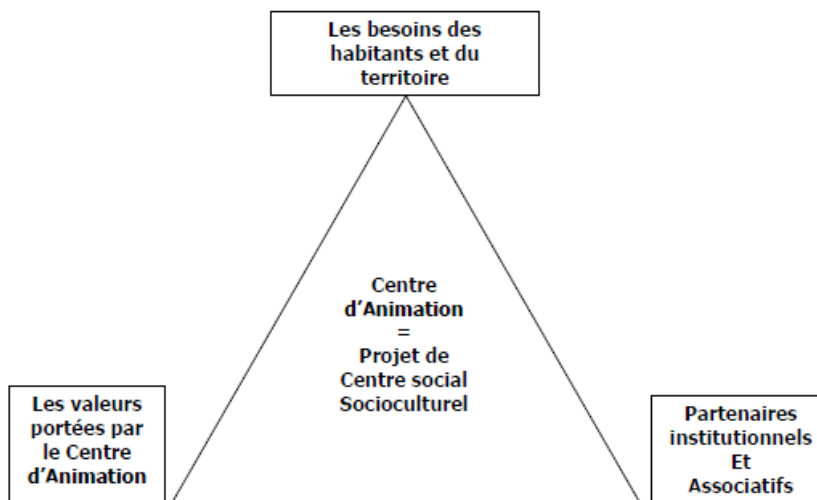 Les besoins des
habitants et du
territoire
Centre
d'Animation
=
Projet de
Centre social
Socioculturel
Les valeurs
portées par
le Centre
d'Animation
Partenaires
institutionnels
Et
Associatifs